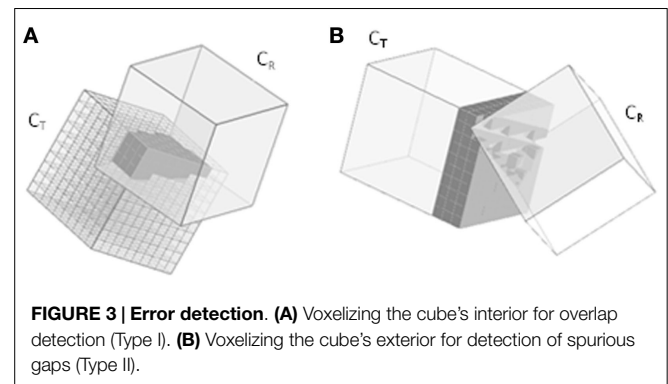 A
B
C_R
C_T
C_T
C_R
FIGURE 3 | Error detection. (A) Voxelizing the cube's interior for overlap
detection (Type I). (B) Voxelizing the cube's exterior for detection of spurious
gaps (Type II).